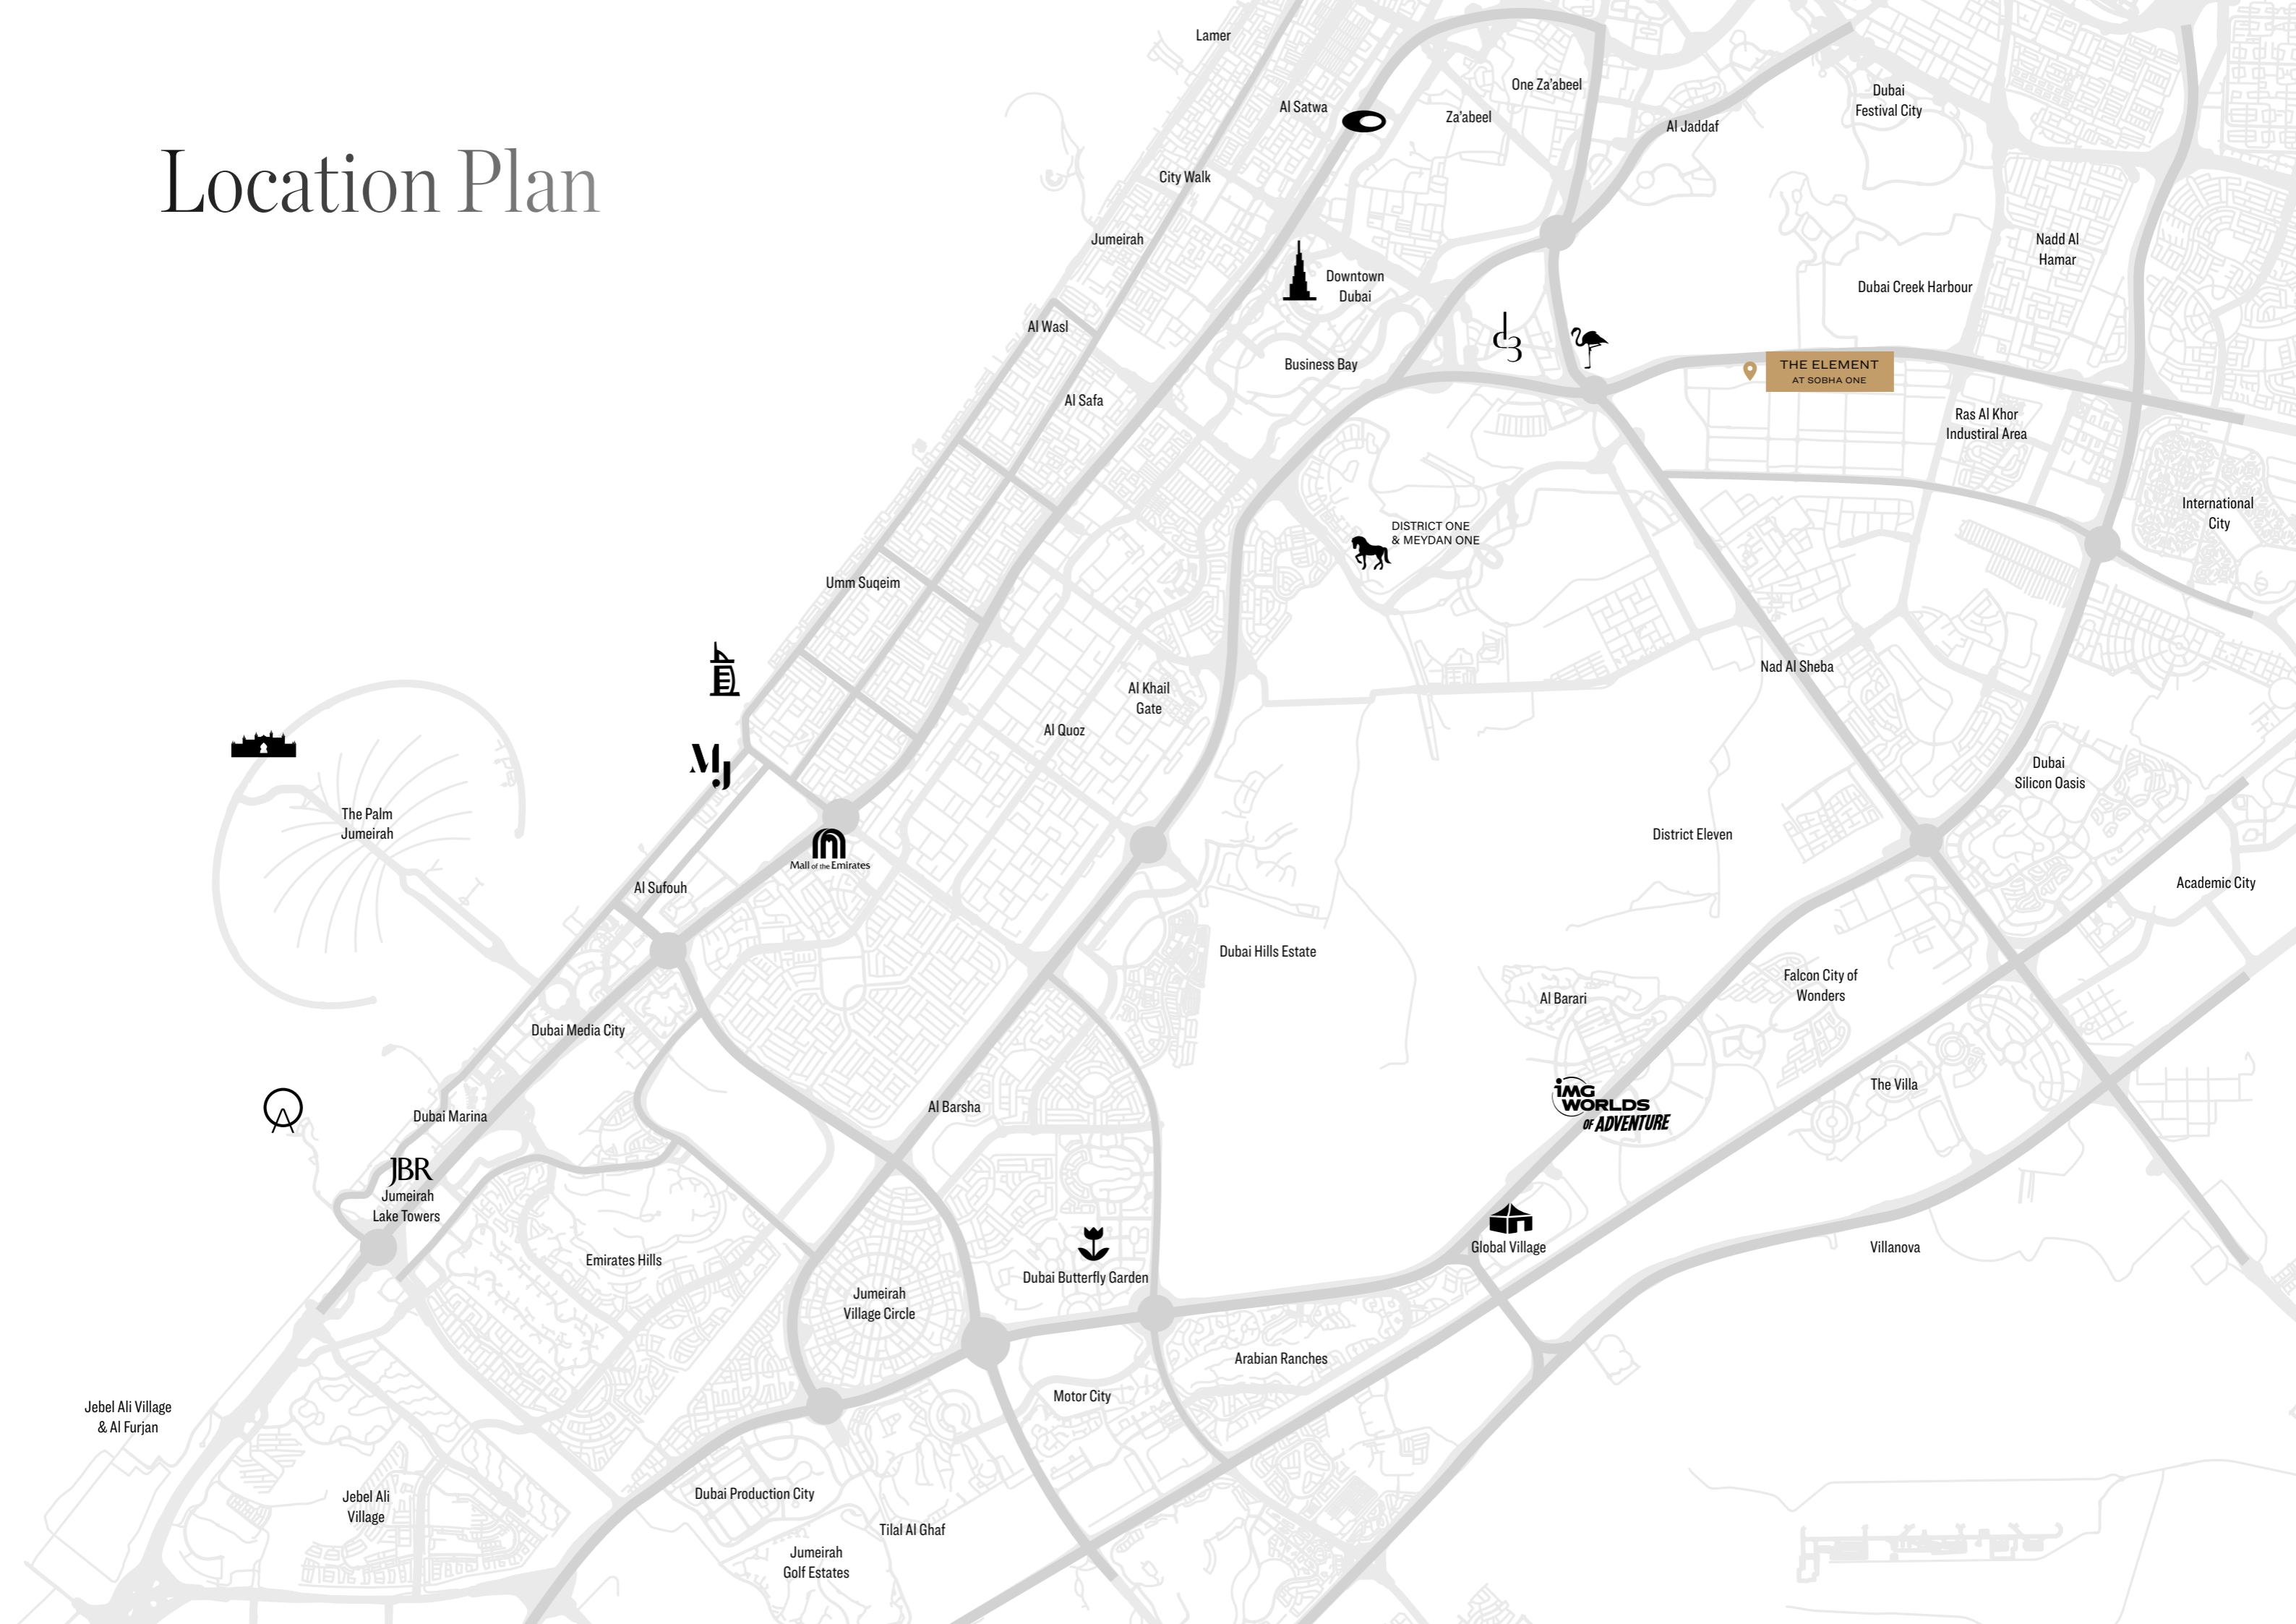 Location Plan
Lamer
Al Satwa
One Za'abeel
Za'abeel
Al Jaddaf
Dubai
Festival City
City Walk
Jumeirah
Nadd Al
Hamar
Downtown
Dubai
Dubai Creek Harbour
Al Wasl
d3
Business Bay
THE ELEMENT
AT SOBHA ONE
Al Safa
Ras Al Khor
Industiral Area
International
City
DISTRICT ONE
& MEYDAN ONE
Umm Suqeim
Nad Al Sheba
Al Khail
Gate
Al Quoz
MJ
Dubai
Silicon Oasis
The Palm
Jumeirah
District Eleven
Mall of the Emirates
Al Sufouh
Academic City
Dubai Hills Estate
Falcon City of
Wonders
Al Barari
Dubai Media City
The Villa
iMG
WORLDS
OF ADVENTURE
Al Barsha
Dubai Marina
JBR
Jumeirah
Lake Towers
Global Village
Villanova
Emirates Hills
Dubai Butterfly Garden
Jumeirah
Village Circle
Arabian Ranches
Motor City
Jebel Ali Village
& Al Furjan
Dubai Production City
Jebel Ali
Village
Tilal Al Ghaf
Jumeirah
Golf Estates